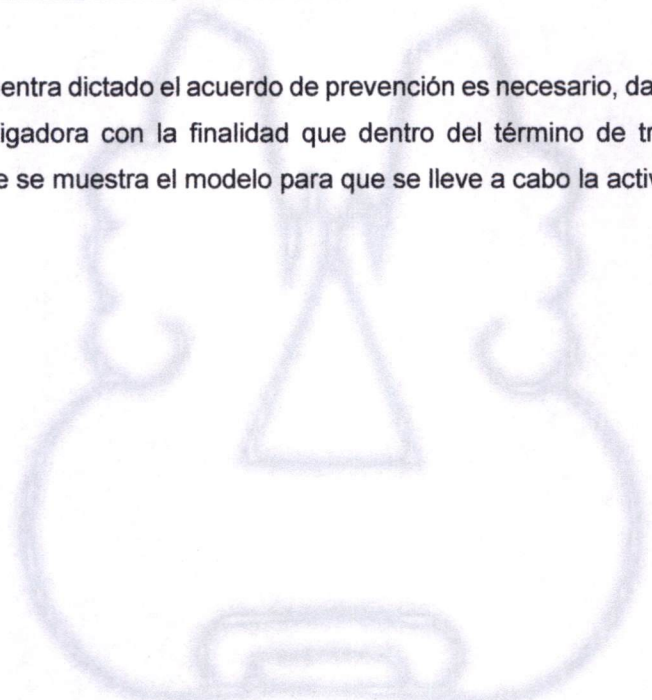 entra dictado el acuerdo de prevención es necesario, da
igadora con la finalidad que dentro del término de tr
e se muestra el modelo para que se lleve a cabo la activ